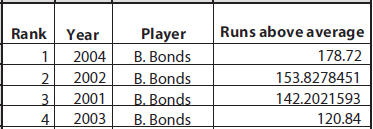 Rank Year Player Runs above average
1 2004 B. Bonds 178.72
2 2002 B. Bonds 153.8278451
3 2001 B. Bonds 142.2021593
4 2003 B. Bonds 120.84